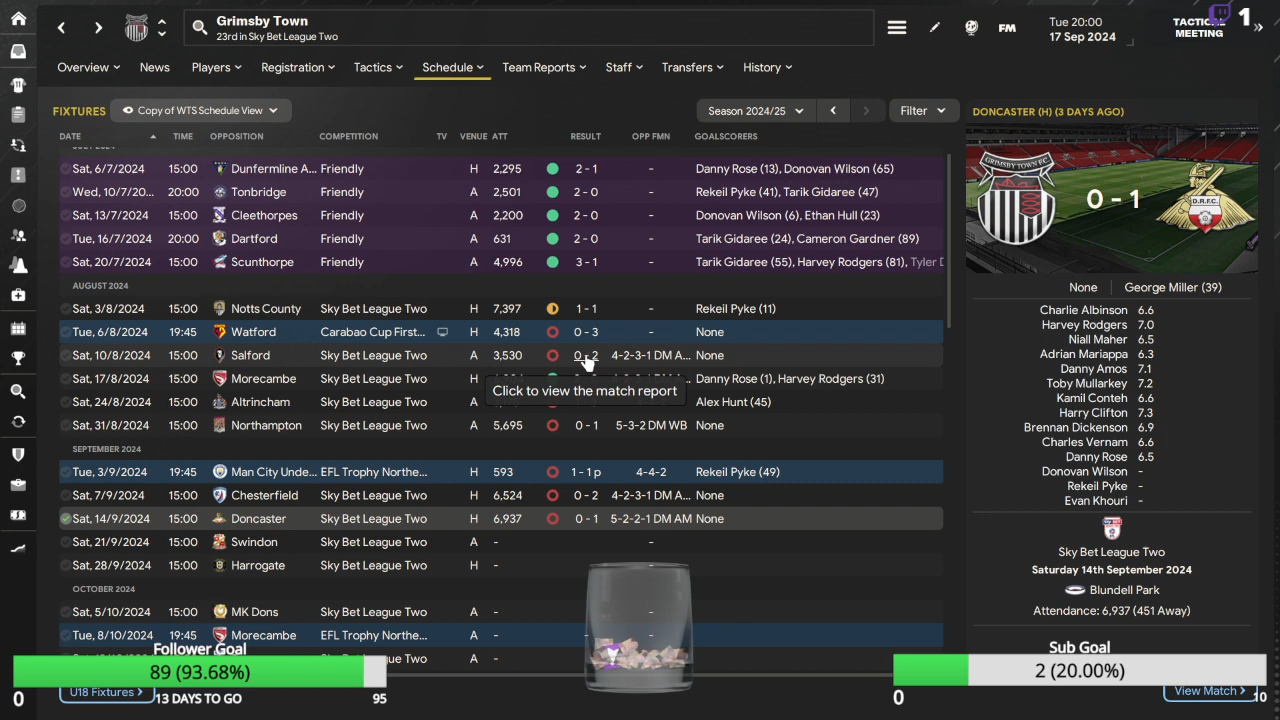 Grimsby Town
23rd in Sky Bet League Two
FM
Tue 20:00
17 Sep 2024
MEETING
1
Overview News Players Registration Tactics Schedule Team Reports Staff Transfers History
FIXTURES Copy of WTS Schedule View Season 2024/25 Filter
DATE TIME OPPOSITION COMPETITION TV VENUE ATT RESULT OPP FMN GOALSCORERS
Sat, 6/7/2024 15:00 Dunfermline Friendly H 2,295 2 - 1 - Danny Rose (13), Donovan Wilson (65)
Wed, 10/7/20... 20:00 Tonbridge Friendly A 2,501 2 - 0 - Rekeil Pyke (41), Tarik Gidaree (47)
Sat, 13/7/2024 15:00 Cleethorpes Friendly A 2,200 2 - 0 - Donovan Wilson (6), Ethan Hull (23)
Tue, 16/7/2024 20:00 Dartford Friendly A 631 2 - 0 - Tarik Gidaree (24), Cameron Gardner (89)
Sat, 20/7/2024 15:00 Scunthorpe Friendly A 4,996 3 - 1 - Tarik Gidaree (55), Harvey Rodgers (81), Tyler
AUGUST 2024
Sat, 3/8/2024 15:00 Notts County Sky Bet League Two H 7,397 1 - 1 - Rekeil Pyke (11)
Tue, 6/8/2024 19:45 Watford Carabao Cup First... H 4,318 0 - 3 - None
Sat, 10/8/2024 15:00 Salford Sky Bet League Two A 3,530 0 - 2 4-2-3-1 DM A... None
Sat, 17/8/2024 15:00 Morecambe Sky Bet League Two H Danny Rose (1), Harvey Rodgers (31)
Click to view the match report
Sat, 24/8/2024 15:00 Altrincham Sky Bet League Two A Alex Hunt (45)
Sat, 31/8/2024 15:00 Northampton Sky Bet League Two A 5,695 0 - 1 5-3-2 DM WB None
SEPTEMBER 2024
Tue, 3/9/2024 19:45 Man City Unde... EFL Trophy Northe... H 593 1 - 1 p 4-4-2 Rekeil Pyke (49)
Sat, 7/9/2024 15:00 Chesterfield Sky Bet League Two H 6,524 0 - 2 4-2-3-1 DM A... None
Sat, 14/9/2024 15:00 Doncaster Sky Bet League Two H 6,937 0 - 1 5-2-2-1 DM AM None
Sat, 21/9/2024 15:00 Swindon Sky Bet League Two A - -
Sat, 28/9/2024 15:00 Harrogate Sky Bet League Two H - -
OCTOBER 2024
Sat, 5/10/2024 15:00 MK Dons Sky Bet League Two A - -
Tue, 8/10/2024 19:45 Morecambe EFL Trophy Northe... A - -
Sky Bet League Two A -
DONCASTER (H) (3 DAYS AGO)
GRIMSBY TOWN F.C.
D.R.F.C.
0 - 1
None George Miller (39)
Charlie Albinson 6.6
Harvey Rodgers 7.0
Niall Maher 6.5
Adrian Mariappa 6.3
Danny Amos 7.1
Toby Mullarkey 7.2
Kamil Conteh 6.6
Harry Clifton 7.3
Brennan Dickenson 6.9
Charles Vernam 6.6
Danny Rose 6.5
Donovan Wilson -
Rekeil Pyke -
Evan Khouri -
Sky Bet League Two
Saturday 14th September 2024
Blundell Park
Attendance: 6,937 (451 Away)
Follower Goal
89 (93.68%)
0 13 DAYS TO GO 95
U18 Fixtures
Sub Goal
2 (20.00%)
0 10
View Match